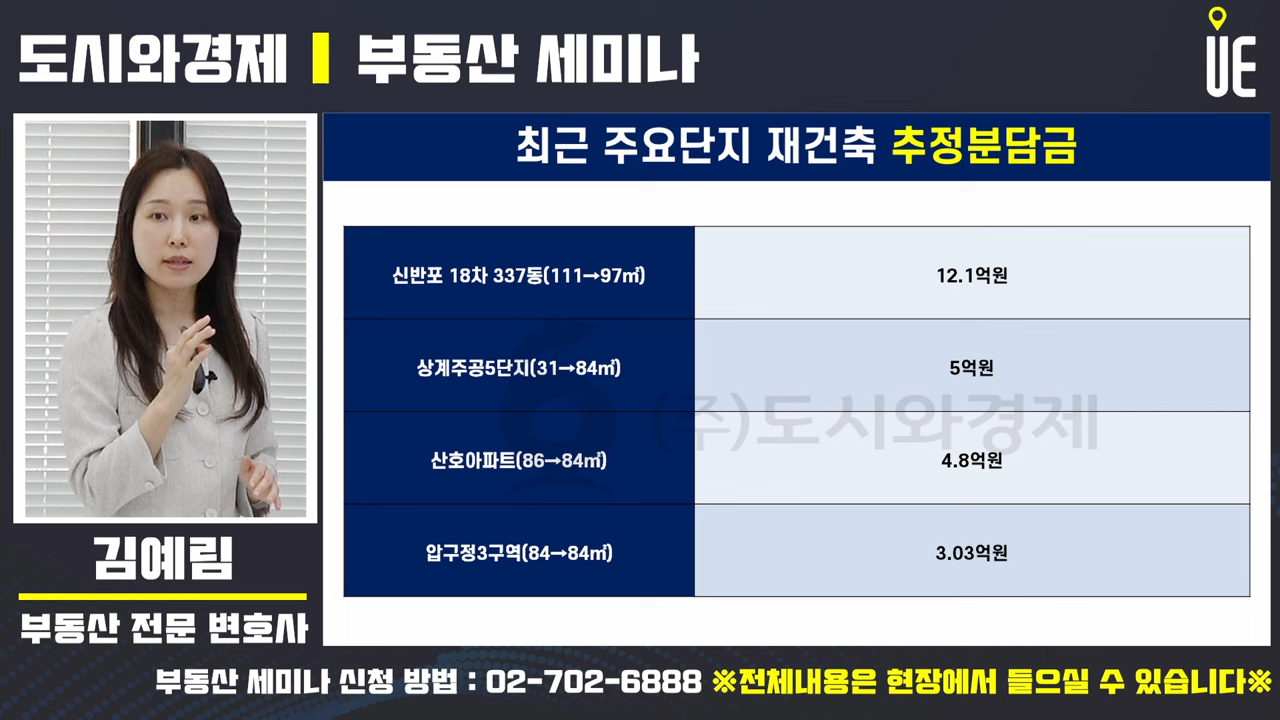 도시와경제 | 부동산 세미나
UE
최근 주요단지 재건축 추정분담금
신반포 18차 337동(111→97㎡) 12.1억원
상계주공5단지(31→84㎡) 5억원
(주)도시와경제
산호아파트(86→84㎡) 4.8억원
압구정3구역(84→84㎡) 3.03억원
김예림
부동산 전문 변호사
부동산 세미나 신청 방법 : 02-702-6888 ※전체내용은 현장에서 들으실 수 있습니다※